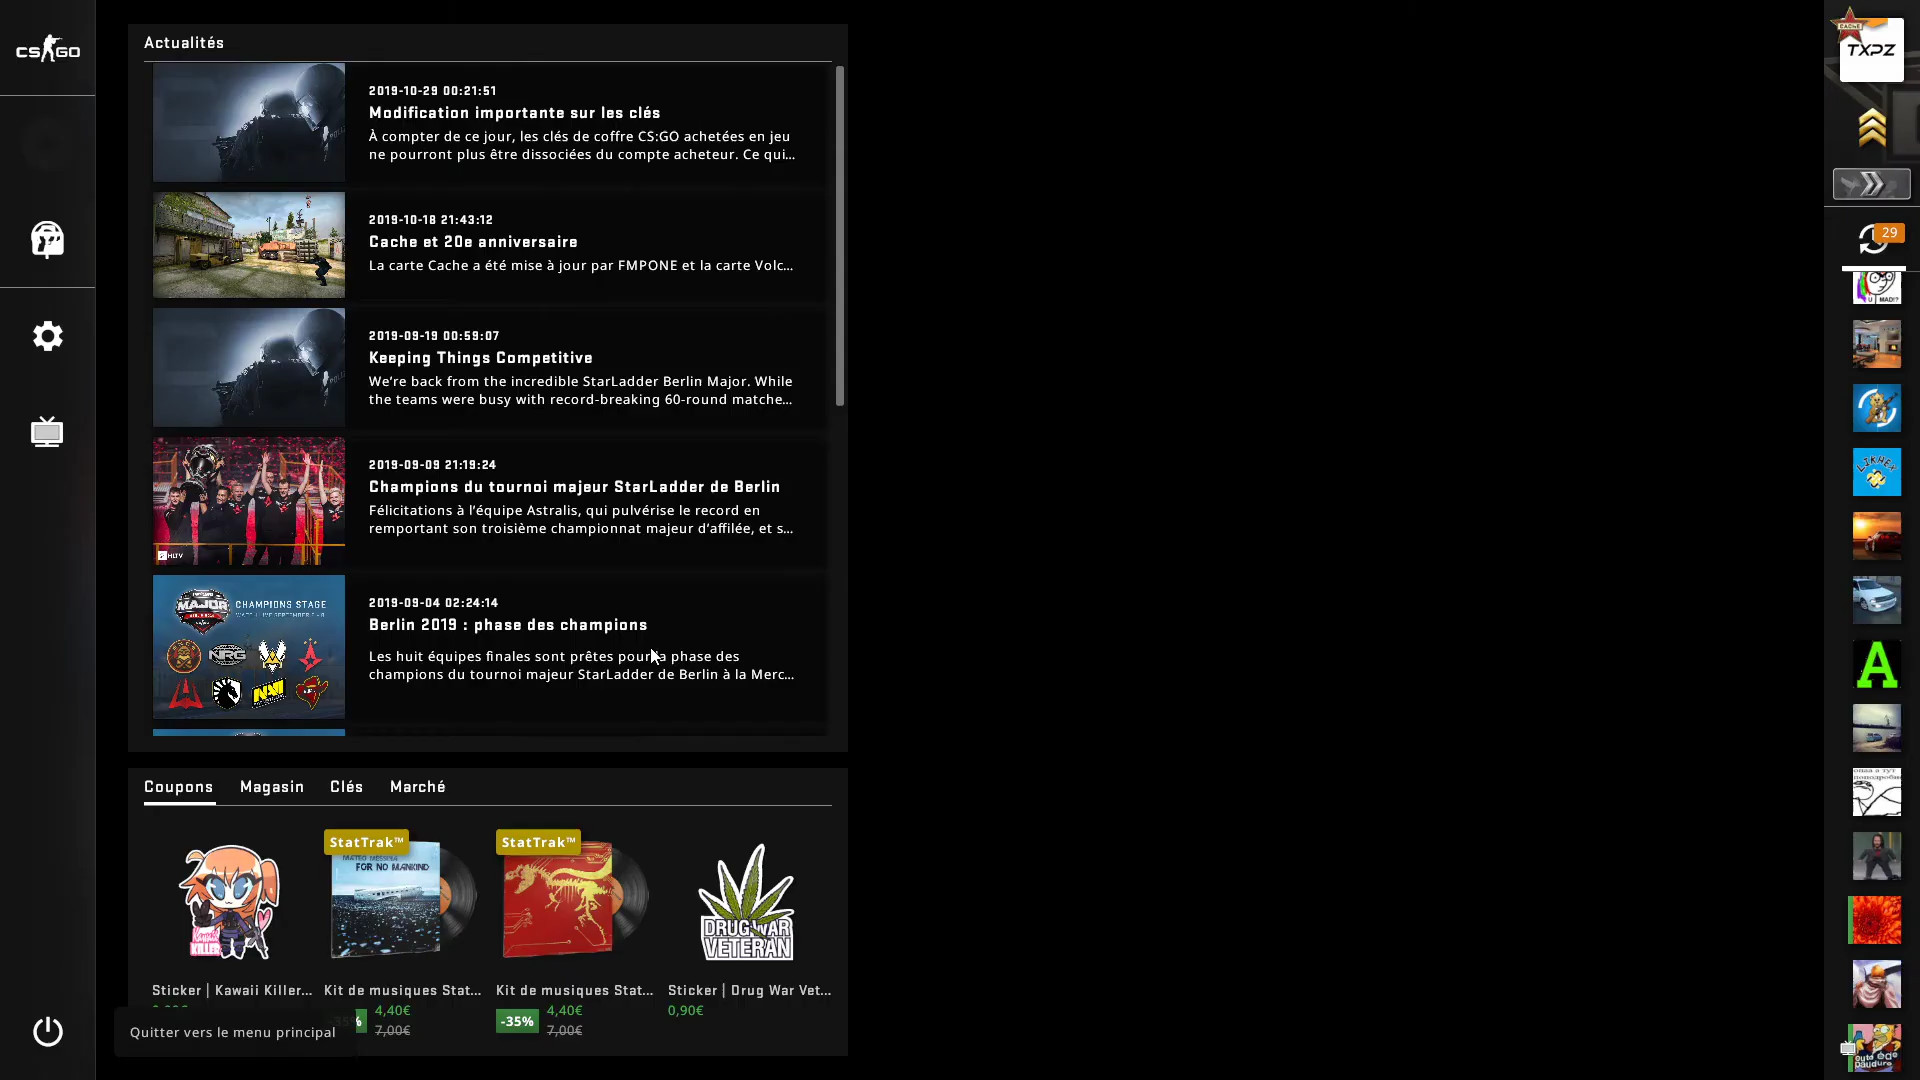 CS GO
Actualités
2019-10-29 00:21:51
Modification importante sur les clés
À compter de ce jour, les clés de coffre CS:GO achetées en jeu
ne pourront plus être dissociées du compte acheteur. Ce qui...
2019-10-18 21:43:12
Cache et 20e anniversaire
La carte Cache a été mise à jour par FMPONE et la carte Volc...
2019-09-19 00:59:07
Keeping Things Competitive
We're back from the incredible StarLadder Berlin Major. While
the teams were busy with record-breaking 60-round matche...
HLTV
2019-09-09 21:19:24
Champions du tournoi majeur StarLadder de Berlin
Félicitations à l'équipe Astralis, qui pulvérise le record en
remportant son troisième championnat majeur d'affilée, et s...
MAJOR
CHAMPIONS STAGE
NRG
NAVI
2019-09-04 02:24:14
Berlin 2019 : phase des champions
Les huit équipes finales sont prêtes pour la phase des
champions du tournoi majeur StarLadder de Berlin à la Merc...
Coupons Magasin Clés Marché
KILLER
Sticker | Kawaii Killer...
StatTrak™
MATEO MESSINA
FOR NO MANKIND
Kit de musiques Stat...
4,40€
7,00€
StatTrak™
Kit de musiques Stat...
-35%
4,40€
7,00€
DRUG WAR
VETERAN
Sticker | Drug War Vet...
0,90€
Quitter vers le menu principal
CACHE
TXPZ
29
U MAD!?
LIKHEX
A